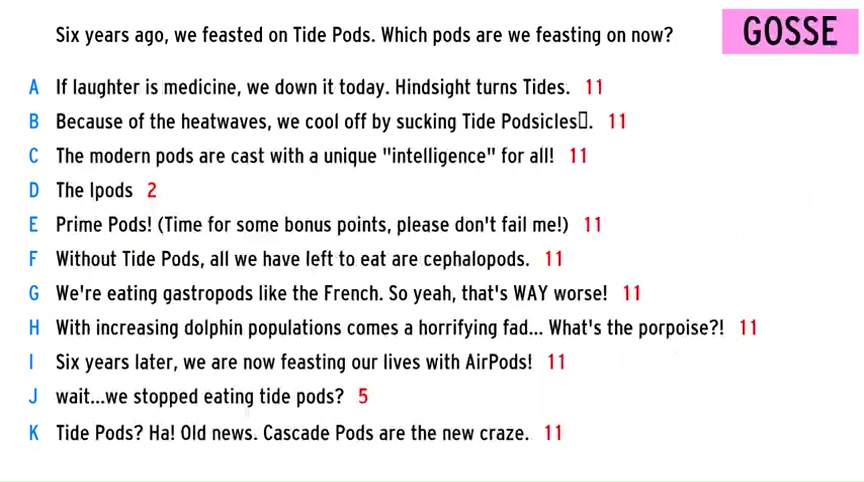 Six years ago, we feasted on Tide Pods. Which pods are we feasting on now?
GOSSE
A If laughter is medicine, we down it today. Hindsight turns Tides. 11
B Because of the heatwaves, we cool off by sucking Tide Podsicles▯. 11
C The modern pods are cast with a unique "intelligence" for all! 11
D The Ipods 2
E Prime Pods! (Time for some bonus points, please don't fail me!) 11
F Without Tide Pods, all we have left to eat are cephalopods. 11
G We're eating gastropods like the French. So yeah, that's WAY worse! 11
H With increasing dolphin populations comes a horrifying fad... What's the porpoise?! 11
I Six years later, we are now feasting our lives with AirPods! 11
J wait...we stopped eating tide pods? 5
K Tide Pods? Ha! Old news. Cascade Pods are the new craze. 11